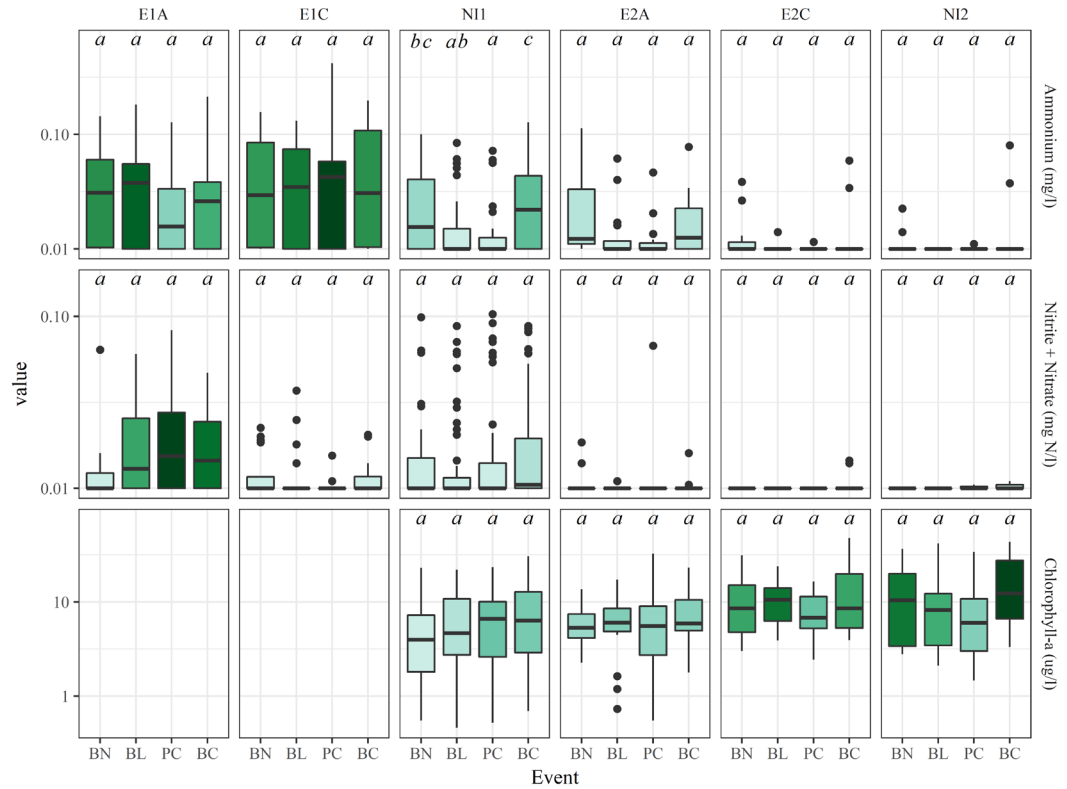 E1A E1C NI1 E2A E2C NI2
a a a a a a a a bc ab a c a a a a a a a a a a a a
Ammonium (mg/l)
0.10
0.01
a a a a a a a a a a a a a a a a a a a a a a a a
Nitrite + Nitrate (mg N/l)
0.10
0.01
value
a a a a a a a a a a a a a a a a
Chlorophyll-a (ug/l)
10
1
BN BL PC BC BN BL PC BC BN BL PC BC BN BL PC BC BN BL PC BC BN BL PC BC
Event